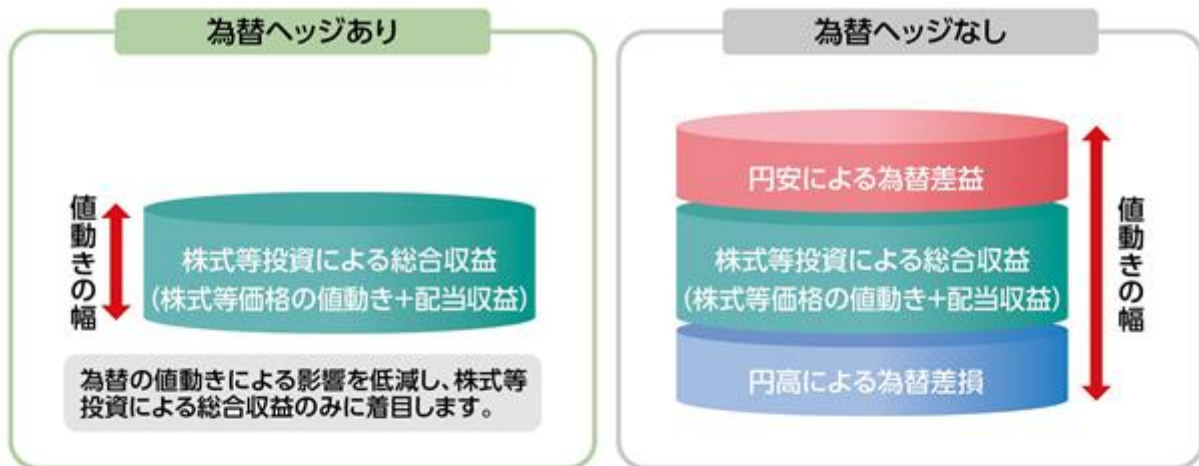 為替ヘッジあり
値動きの幅
株式等投資による総合収益
(株式等価格の値動き+配当収益)
為替の値動きによる影響を低減し、株式等
投資による総合収益のみに着目します。
為替ヘッジなし
円安による為替差益
株式等投資による総合収益
(株式等価格の値動き+配当収益)
円高による為替差損
値動きの幅